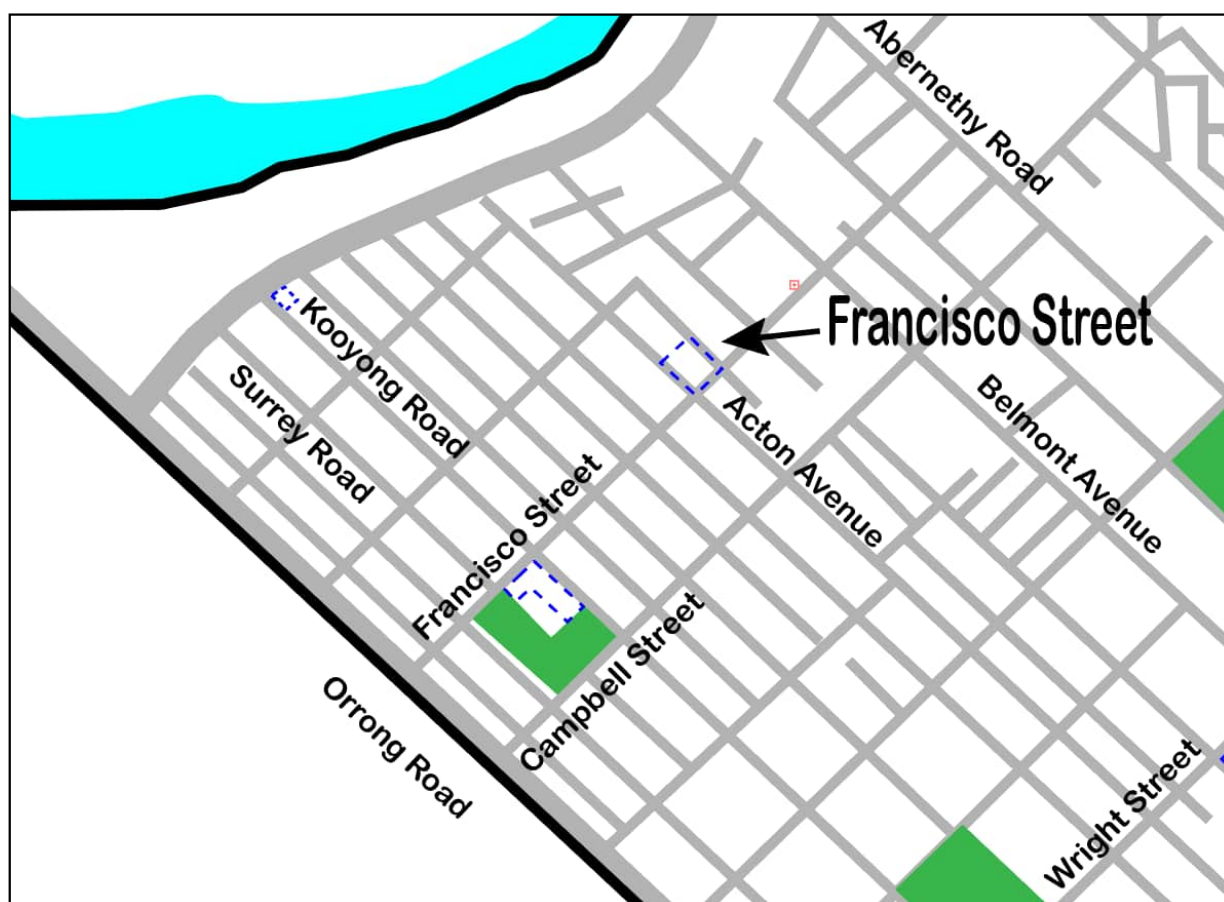 Abernethy Road
Francisco Street
Kooyong Road
Surrey Road
Belmont Avenue
Acton Avenue
Francisco Street
Campbell Street
Orrong Road
Wright Street